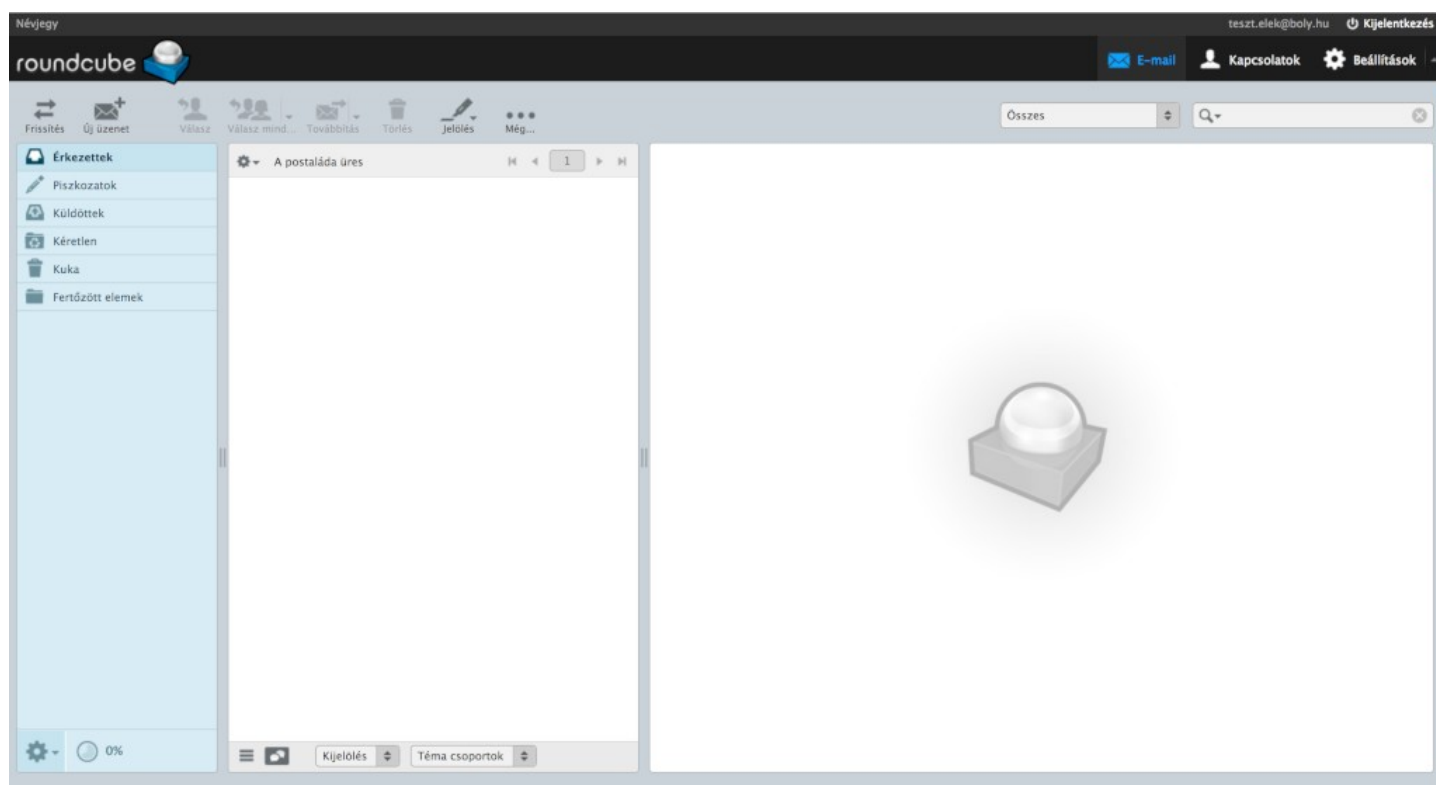 Névjegy
teszt.elek@boly.hu Kijelentkezés
roundcube
E-mail Kapcsolatok Beállítások
Frissítés Új üzenet Válasz Válasz mind... Továbbítás Törlés Jelölés Még...
Összes
Érkezettek
Piszkozatok
Küldöttek
Kéretlen
Kuka
Fertőzött elemek
A postaláda üres 1
0%
Kijelölés Téma csoportok